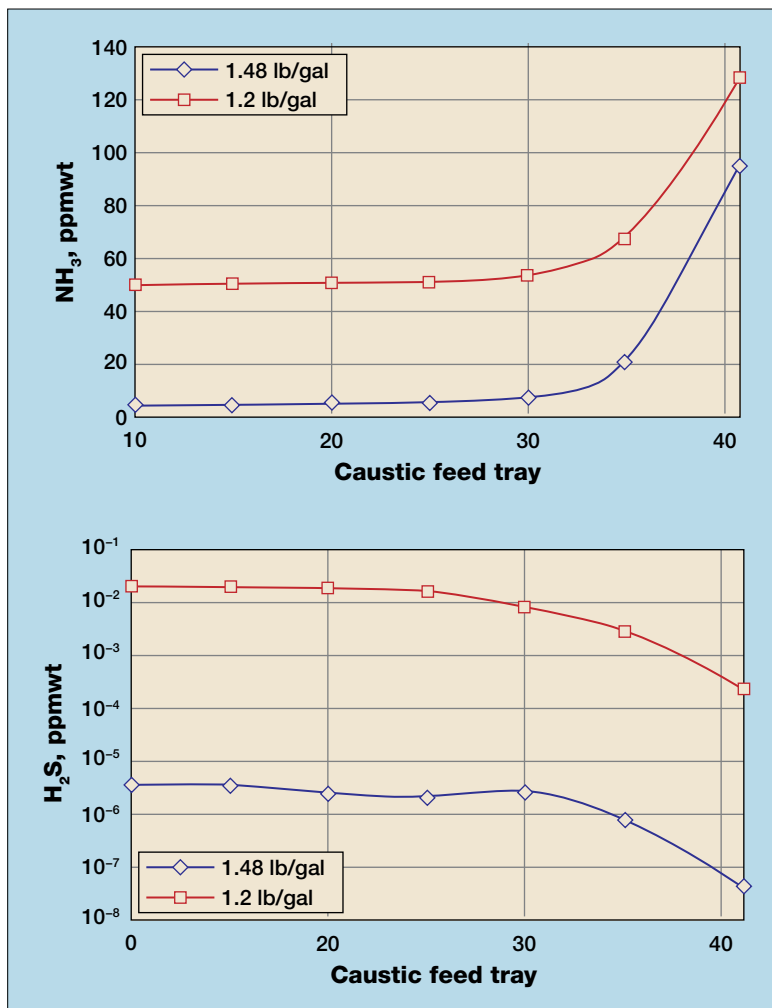 140
120
100
80
60
40
20
0
NH₃, ppmwt
1.48 lb/gal
1.2 lb/gal
10 20 30 40
Caustic feed tray
10⁻¹
10⁻²
10⁻³
10⁻⁴
10⁻⁵
10⁻⁶
10⁻⁷
10⁻⁸
H₂S, ppmwt
1.48 lb/gal
1.2 lb/gal
0 20 30 40
Caustic feed tray